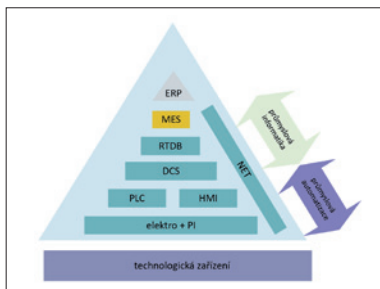 ERP
MES
RTDB
DCS
PLC
HMI
elektro + PI
NET
průmyslová
informatika
průmyslová
automatizace
technologická zařízení